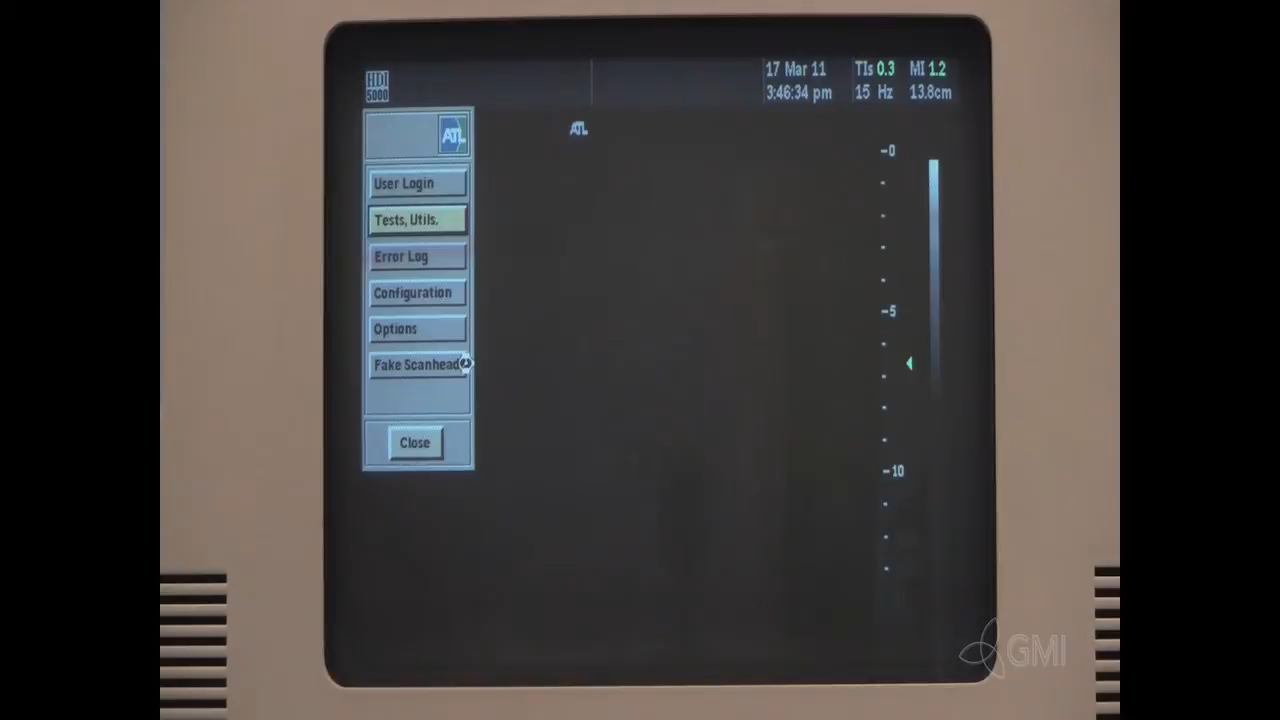 HDI
5000
17 Mar 11
3:46:34 pm
TIs 0.3
15 Hz
MI 1.2
13.8cm
ATL
ATL
User Login
Tests, Utils.
Error Log
Configuration
Options
Fake Scanhead
Close
0
5
10
GMI